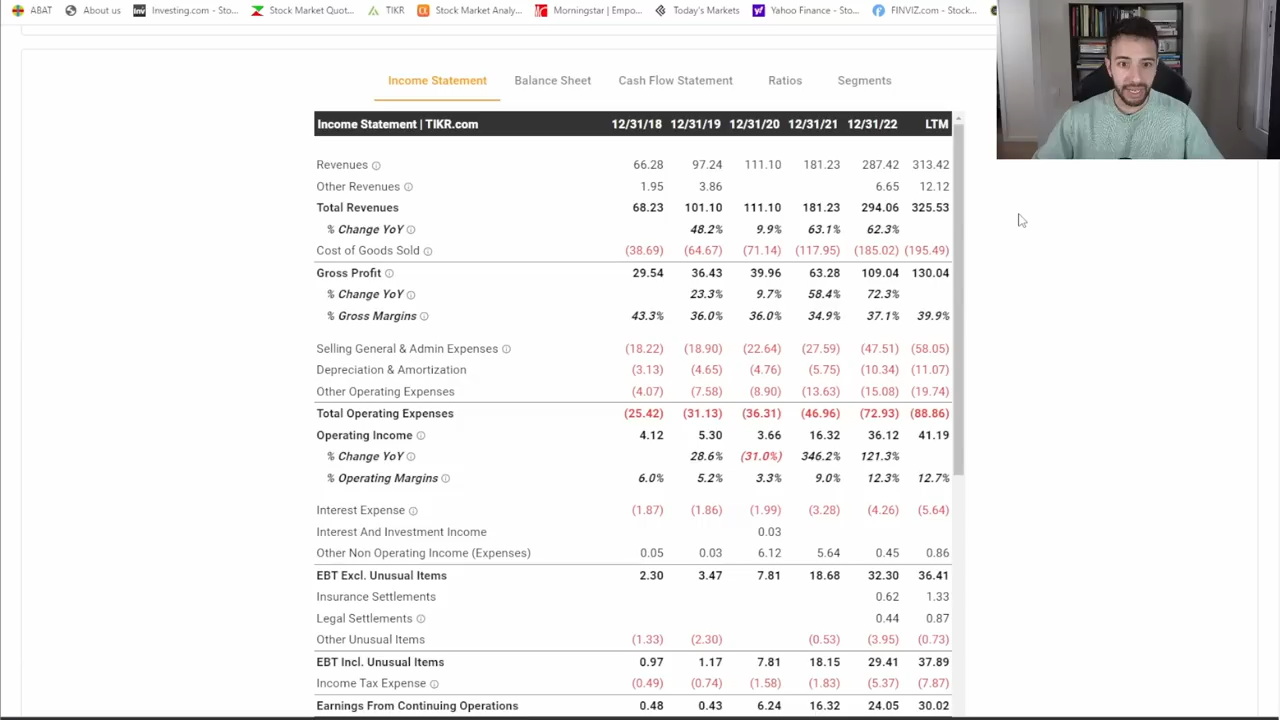 ABAT About us Investing.com - Sto... Stock Market Quot... TIKR Stock Market Analy... Morningstar | Empo... Today's Markets Yahoo Finance - Sto... FINVIZ.com - Stock...
Income Statement Balance Sheet Cash Flow Statement Ratios Segments
Income Statement | TIKR.com 12/31/18 12/31/19 12/31/20 12/31/21 12/31/22 LTM
Revenues 66.28 97.24 111.10 181.23 287.42 313.42
Other Revenues 1.95 3.86 6.65 12.12
Total Revenues 68.23 101.10 111.10 181.23 294.06 325.53
% Change YoY 48.2% 9.9% 63.1% 62.3%
Cost of Goods Sold (38.69) (64.67) (71.14) (117.95) (185.02) (195.49)
Gross Profit 29.54 36.43 39.96 63.28 109.04 130.04
% Change YoY 23.3% 9.7% 58.4% 72.3%
% Gross Margins 43.3% 36.0% 36.0% 34.9% 37.1% 39.9%
Selling General & Admin Expenses (18.22) (18.90) (22.64) (27.59) (47.51) (58.05)
Depreciation & Amortization (3.13) (4.65) (4.76) (5.75) (10.34) (11.07)
Other Operating Expenses (4.07) (7.58) (8.90) (13.63) (15.08) (19.74)
Total Operating Expenses (25.42) (31.13) (36.31) (46.96) (72.93) (88.86)
Operating Income 4.12 5.30 3.66 16.32 36.12 41.19
% Change YoY 28.6% (31.0%) 346.2% 121.3%
% Operating Margins 6.0% 5.2% 3.3% 9.0% 12.3% 12.7%
Interest Expense (1.87) (1.86) (1.99) (3.28) (4.26) (5.64)
Interest And Investment Income 0.03
Other Non Operating Income (Expenses) 0.05 0.03 6.12 5.64 0.45 0.86
EBT Excl. Unusual Items 2.30 3.47 7.81 18.68 32.30 36.41
Insurance Settlements 0.62 1.33
Legal Settlements 0.44 0.87
Other Unusual Items (1.33) (2.30) (0.53) (3.95) (0.73)
EBT Incl. Unusual Items 0.97 1.17 7.81 18.15 29.41 37.89
Income Tax Expense (0.49) (0.74) (1.58) (1.83) (5.37) (7.87)
Earnings From Continuing Operations 0.48 0.43 6.24 16.32 24.05 30.02